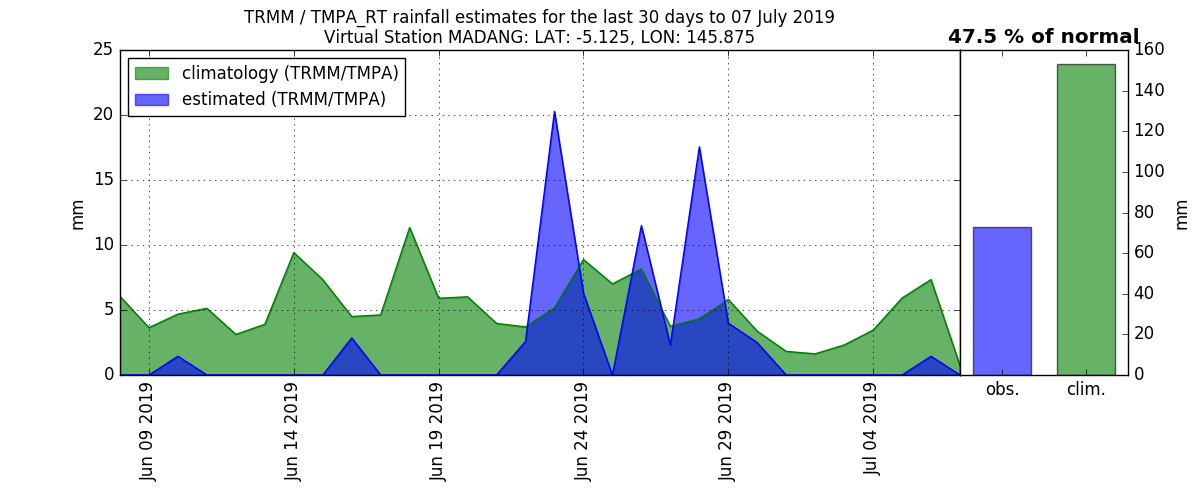 TRMM / TMPA_RT rainfall estimates for the last 30 days to 07 July 2019
Virtual Station MADANG: LAT: -5.125, LON: 145.875
47.5 % of normal
climatology (TRMM/TMPA)
estimated (TRMM/TMPA)
25
20
15
10
5
0
mm
Jun 09 2019
Jun 14 2019
Jun 19 2019
Jun 24 2019
Jun 29 2019
Jul 04 2019
obs.
clim.
160
140
120
100
80
60
40
20
0
mm